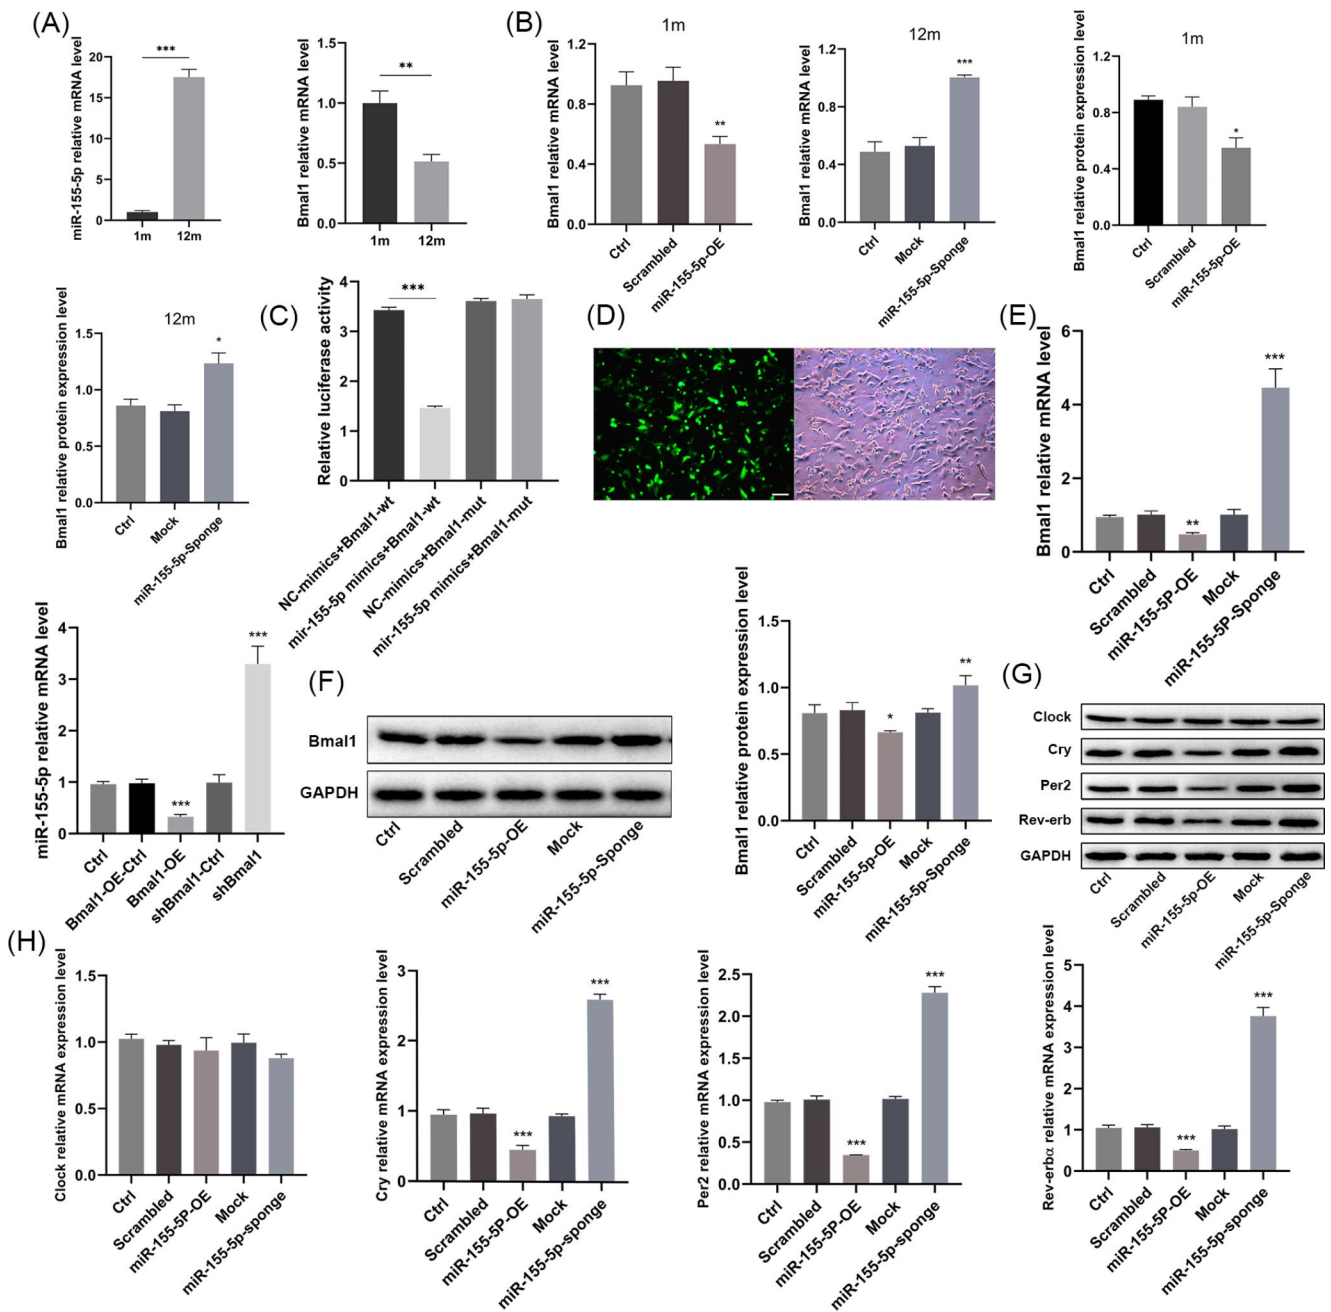 (A)
miR-155-5p relative mRNA level
20
15
10
5
0
***
1m
12m
Bmal1 relative mRNA level
1.5
1.0
0.5
0.0
**
1m
12m
(B)
1m
Bmal1 relative mRNA level
1.2
0.9
0.6
0.3
0.0
**
Ctrl
Scrambled
miR-155-5p-OE
12m
Bmal1 relative mRNA level
1.2
0.8
0.4
0.0
***
Ctrl
Mock
miR-155-5p-Sponge
1m
Bmal1 relative protein expression level
1.2
0.8
0.4
0.0
*
Ctrl
Scrambled
miR-155-5p-OE
12m
Bmal1 relative protein expression level
1.5
1.0
0.5
0.0
*
Ctrl
Mock
miR-155-5p-Sponge
(C)
Relative luciferase activity
4
3
2
1
0
***
NC-mimics+Bmal1-wt
mir-155-5p mimics+Bmal1-wt
NC-mimics+Bmal1-mut
mir-155-5p mimics+Bmal1-mut
(D)
(E)
Bmal1 relative mRNA level
6
4
2
0
**
***
Ctrl
Scrambled
miR-155-5P-OE
Mock
miR-155-5P-Sponge
miR-155-5p relative mRNA level
4
3
2
1
0
***
***
Ctrl
Bmal1-OE-Ctrl
Bmal1-OE
shBmal1-Ctrl
shBmal1
(F)
Bmal1
GAPDH
Ctrl
Scrambled
miR-155-5p-OE
Mock
miR-155-5p-Sponge
Bmal1 relative protein expression level
1.5
1.0
0.5
0.0
*
**
Ctrl
Scrambled
miR-155-5p-OE
Mock
miR-155-5p-Sponge
(G)
Clock
Cry
Per2
Rev-erb
GAPDH
Ctrl
Scrambled
miR-155-5p-OE
Mock
miR-155-5p-Sponge
(H)
Clock relative mRNA expression level
1.5
1.0
0.5
0.0
Ctrl
Scrambled
miR-155-5P-OE
Mock
miR-155-5p-sponge
Cry relative mRNA expression level
3
2
1
0
***
***
Ctrl
Scrambled
miR-155-5P-OE
Mock
miR-155-5p-sponge
Per2 relative mRNA expression level
2.5
2.0
1.5
1.0
0.5
0.0
***
***
Ctrl
Scrambled
miR-155-5P-OE
Mock
miR-155-5p-sponge
Rev-erbα relative mRNA expression level
5
4
3
2
1
0
***
***
Ctrl
Scrambled
miR-155-5P-OE
Mock
miR-155-5p-sponge